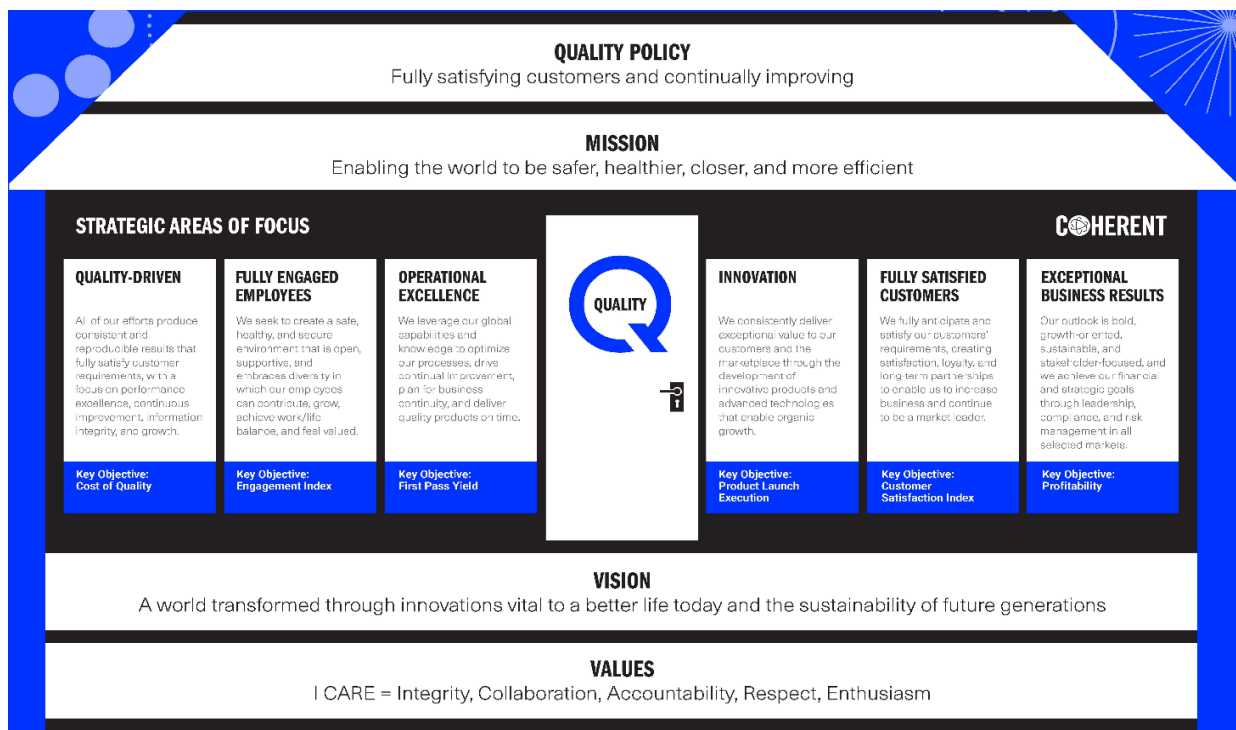 QUALITY POLICY
Fully satisfying customers and continually improving
MISSION
Enabling the world to be safer, healthier, closer, and more efficient
STRATEGIC AREAS OF FOCUS
COHERENT
QUALITY-DRIVEN
All of our efforts produce
consistent and
reproducible results that
fully satisfy customer
requirements, with a
focus on performance
excellence, continuous
improvement, information
integrity, and growth.
Key Objective:
Cost of Quality
FULLY ENGAGED
EMPLOYEES
We seek to create a safe,
healthy, and secure
environment that is open,
supportive, and
embraces diversity in
which our employees
can contribute, grow,
achieve work/life
balance, and feel valued.
Key Objective:
Engagement Index
OPERATIONAL
EXCELLENCE
We leverage our global
capabilities and
knowledge to optimize
our processes, drive
continual improvement,
plan for business
continuity, and deliver
quality products on time.
Key Objective:
First Pass Yield
QUALITY
INNOVATION
We consistently deliver
exceptional value to our
customers and the
marketplace through the
development of
innovative products and
advanced technologies
that enable organic
growth.
Key Objective:
Product Launch
Execution
FULLY SATISFIED
CUSTOMERS
We fully anticipate and
satisfy our customers'
requirements, creating
satisfaction, loyalty, and
long-term partnerships
to enable us to increase
business and continue
to be a market leader.
Key Objective:
Customer
Satisfaction Index
EXCEPTIONAL
BUSINESS RESULTS
Our outlook is bold,
growth-oriented,
sustainable, and
stakeholder-focused, and
we achieve our financial
and strategic goals
through leadership,
compliance, and risk
management in all
selected markets.
Key Objective:
Profitability
VISION
A world transformed through innovations vital to a better life today and the sustainability of future generations
VALUES
I CARE = Integrity, Collaboration, Accountability, Respect, Enthusiasm